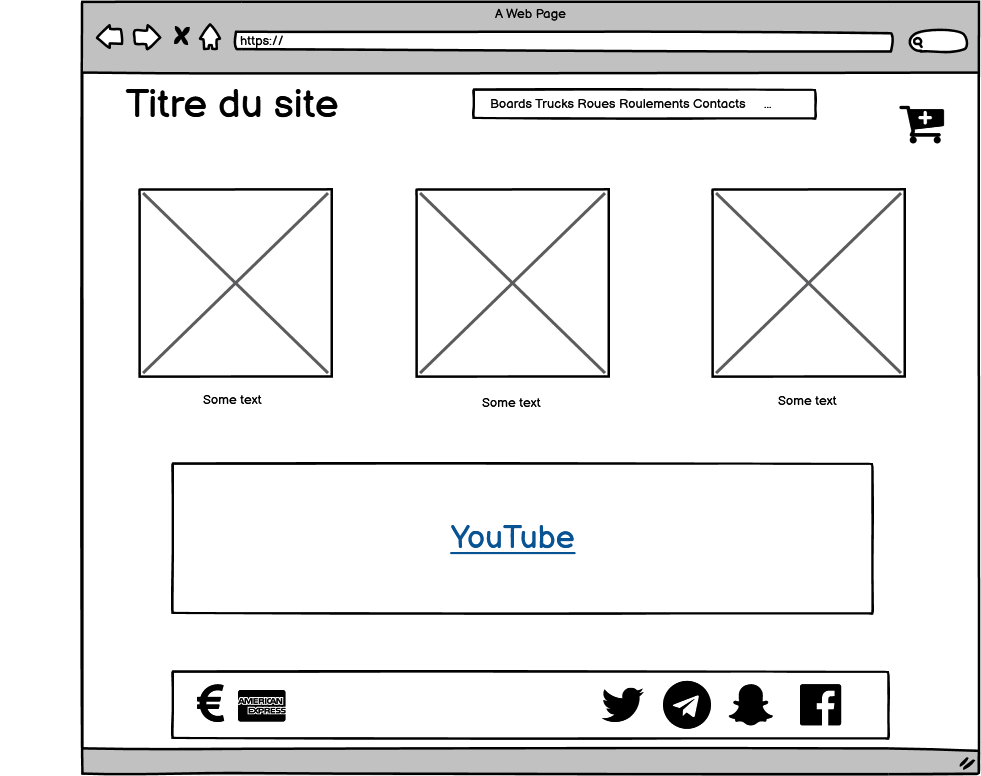 A Web Page
https://
Titre du site
Boards Trucks Roues Roulements Contacts ...
Some text
Some text
Some text
YouTube
€
AMERICAN
EXPRESS